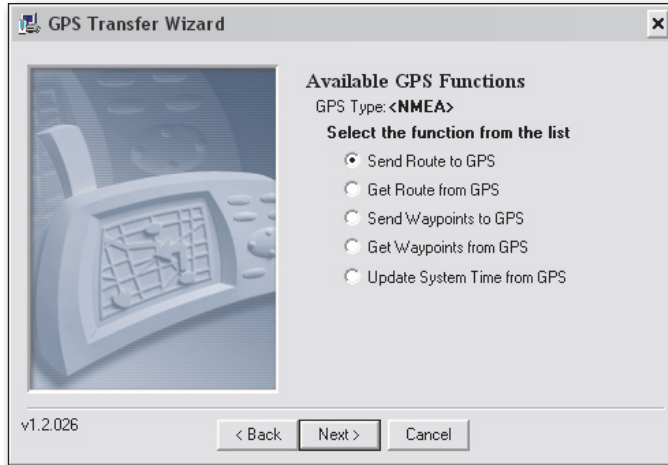 GPS Transfer Wizard
Available GPS Functions
GPS Type: <NMEA>
Select the function from the list
Send Route to GPS
Get Route from GPS
Send Waypoints to GPS
Get Waypoints from GPS
Update System Time from GPS
v1.2.026
< Back
Next >
Cancel